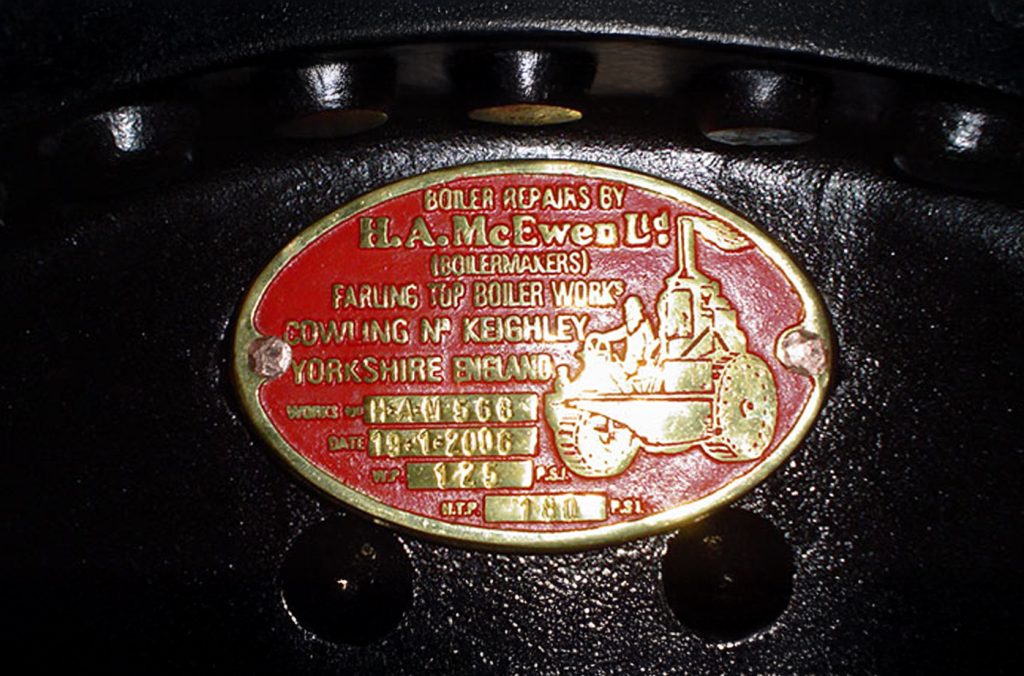 BOILER REPAIRS BY
H.A. McEwen Ltd.
(BOILERMAKERS)
FARLING TOP BOILER WORKS
COWLING NR KEIGHLEY
YORKSHIRE ENGLAND
WORKS NO H-A-M 566
DATE 19-1-2006
W.P. 125 P.S.I.
H.T.P. 180 P.S.I.